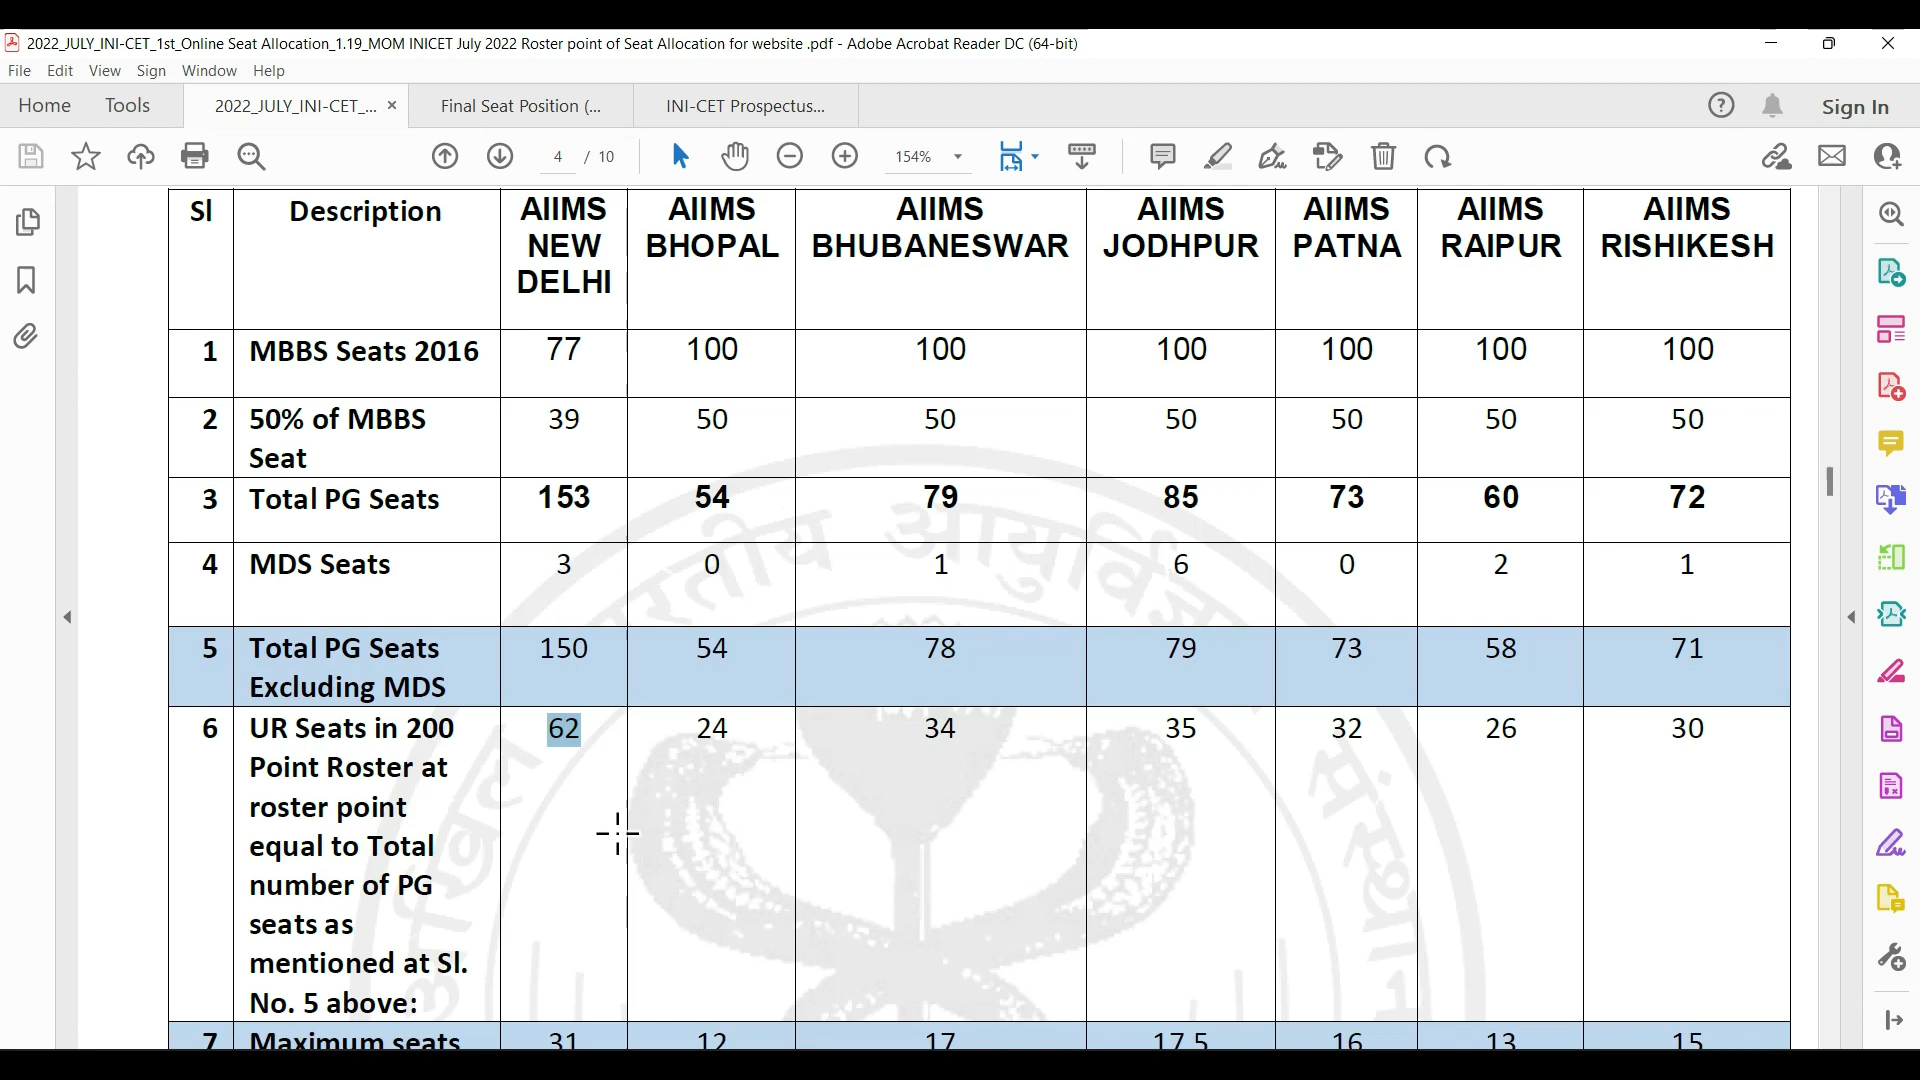 2022_JULY_INI-CET_1st_Online Seat Allocation_1.19_MOM INICET July 2022 Roster point of Seat Allocation for website .pdf - Adobe Acrobat Reader DC (64-bit)
File Edit View Sign Window Help
Home Tools 2022_JULY_INI-CET_... × Final Seat Position (... INI-CET Prospectus... Sign In
4 / 10 154%
Sl Description AIIMS NEW DELHI AIIMS BHOPAL AIIMS BHUBANESWAR AIIMS JODHPUR AIIMS PATNA AIIMS RAIPUR AIIMS RISHIKESH
1 MBBS Seats 2016 77 100 100 100 100 100 100
2 50% of MBBS 39 50 50 50 50 50 50
Seat
3 Total PG Seats 153 54 79 85 73 60 72
4 MDS Seats 3 0 1 6 0 2 1
5 Total PG Seats 150 54 78 79 73 58 71
Excluding MDS
6 UR Seats in 200 62 24 34 35 32 26 30
Point Roster at
roster point
equal to Total
number of PG
seats as
mentioned at Sl.
No. 5 above:
7 Maximum seats 31 12 17 17.5 16 13 15